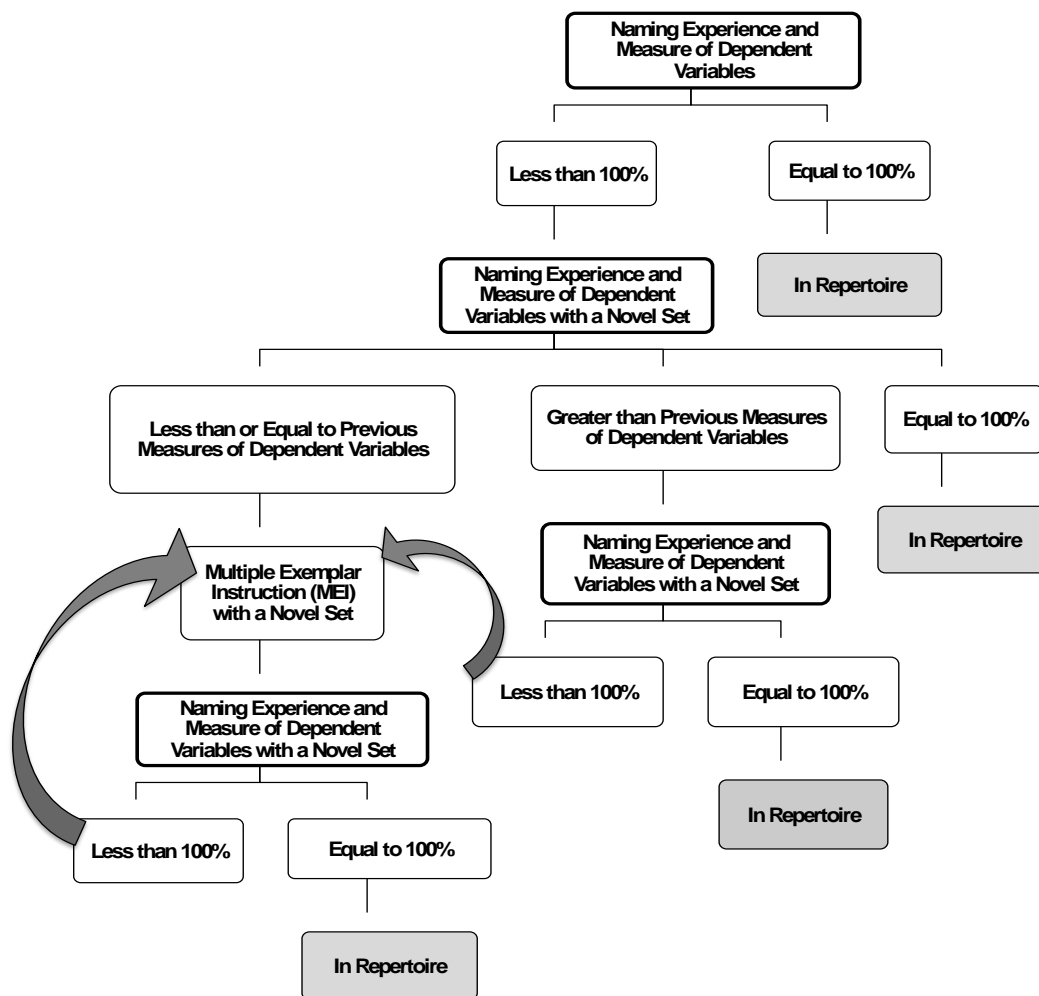 Naming Experience and
Measure of Dependent
Variables
Less than 100%
Equal to 100%
Naming Experience and
Measure of Dependent
Variables with a Novel Set
In Repertoire
Less than or Equal to Previous
Measures of Dependent Variables
Greater than Previous Measures
of Dependent Variables
Equal to 100%
Multiple Exemplar
Instruction (MEI)
with a Novel Set
Naming Experience and
Measure of Dependent
Variables with a Novel Set
In Repertoire
Less than 100%
Equal to 100%
Naming Experience and
Measure of Dependent
Variables with a Novel Set
In Repertoire
Less than 100%
Equal to 100%
In Repertoire